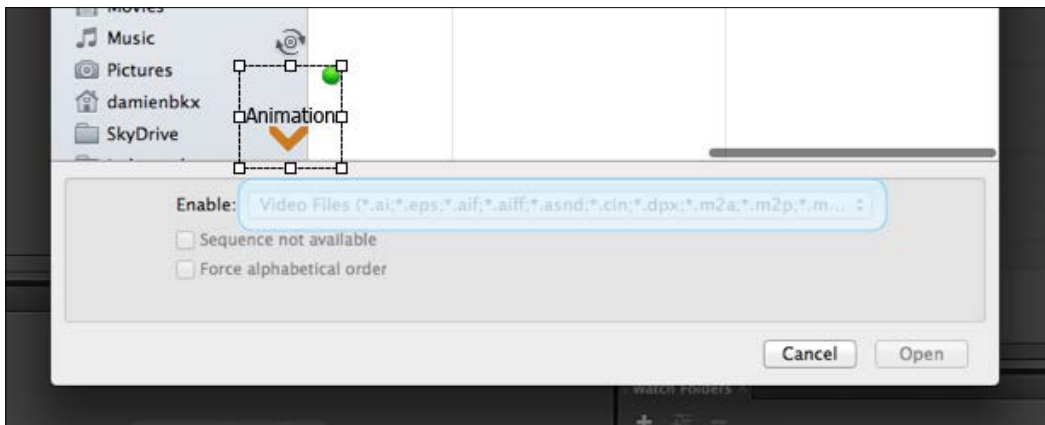 Movies
Music
Pictures
damienbkx
SkyDrive
Animation
Enable: Video Files (*.ai;*.eps;*.aif;*.aiff;*.asnd;*.cin;*.dpx;*.m2a;*.m2p;*.m...
Sequence not available
Force alphabetical order
Cancel
Open
Watch Folders